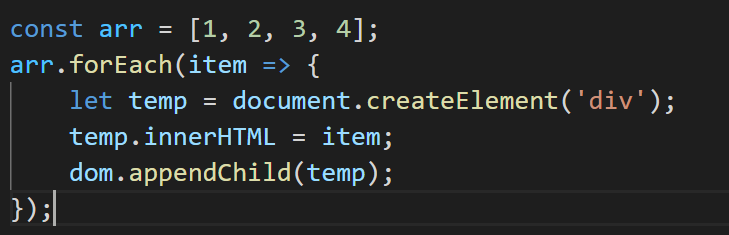 const arr = [1, 2, 3, 4];
arr.forEach(item => {
    let temp = document.createElement('div');
    temp.innerHTML = item;
    dom.appendChild(temp);
});